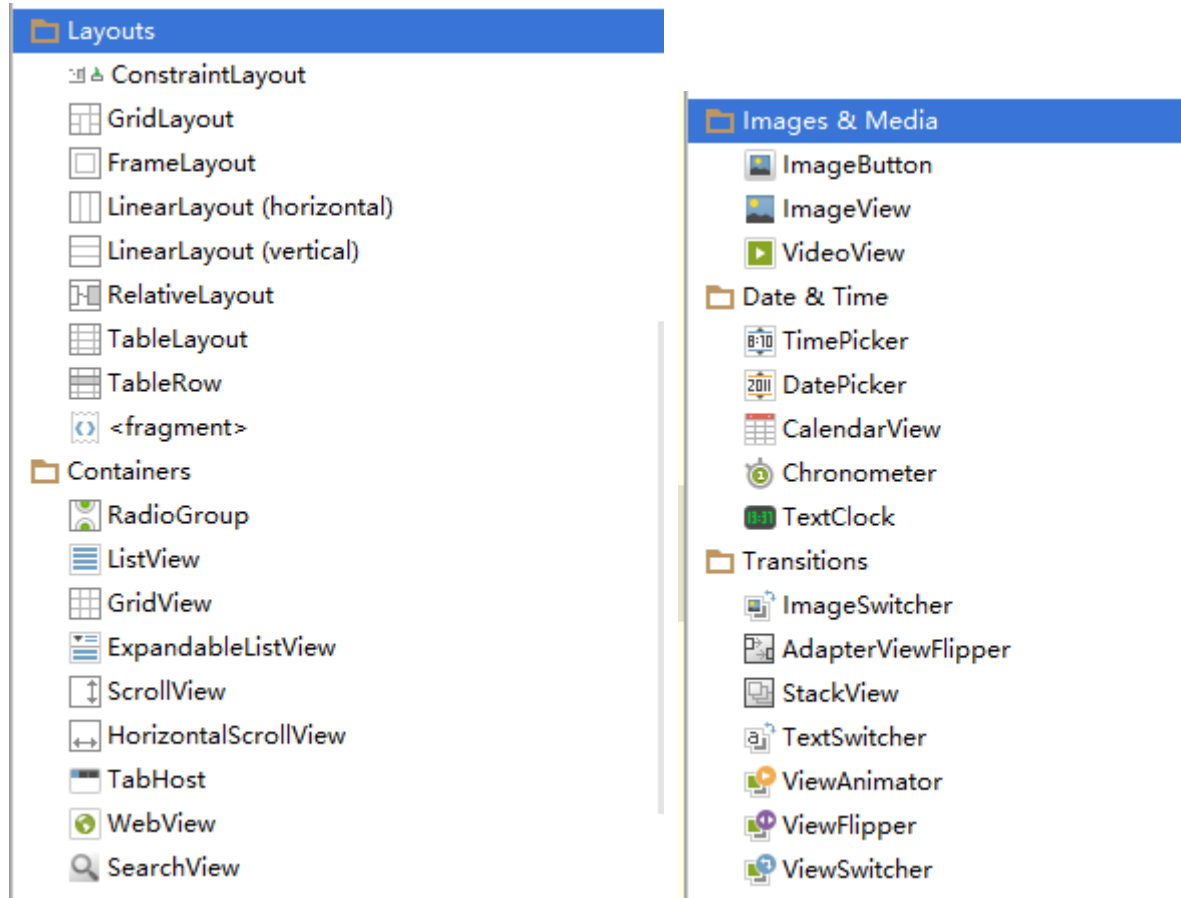 Layouts
ConstraintLayout
GridLayout
FrameLayout
LinearLayout (horizontal)
LinearLayout (vertical)
RelativeLayout
TableLayout
TableRow
<fragment>
Containers
RadioGroup
ListView
GridView
ExpandableListView
ScrollView
HorizontalScrollView
TabHost
WebView
SearchView
Images & Media
ImageButton
ImageView
VideoView
Date & Time
TimePicker
DatePicker
CalendarView
Chronometer
TextClock
Transitions
ImageSwitcher
AdapterViewFlipper
StackView
TextSwitcher
ViewAnimator
ViewFlipper
ViewSwitcher